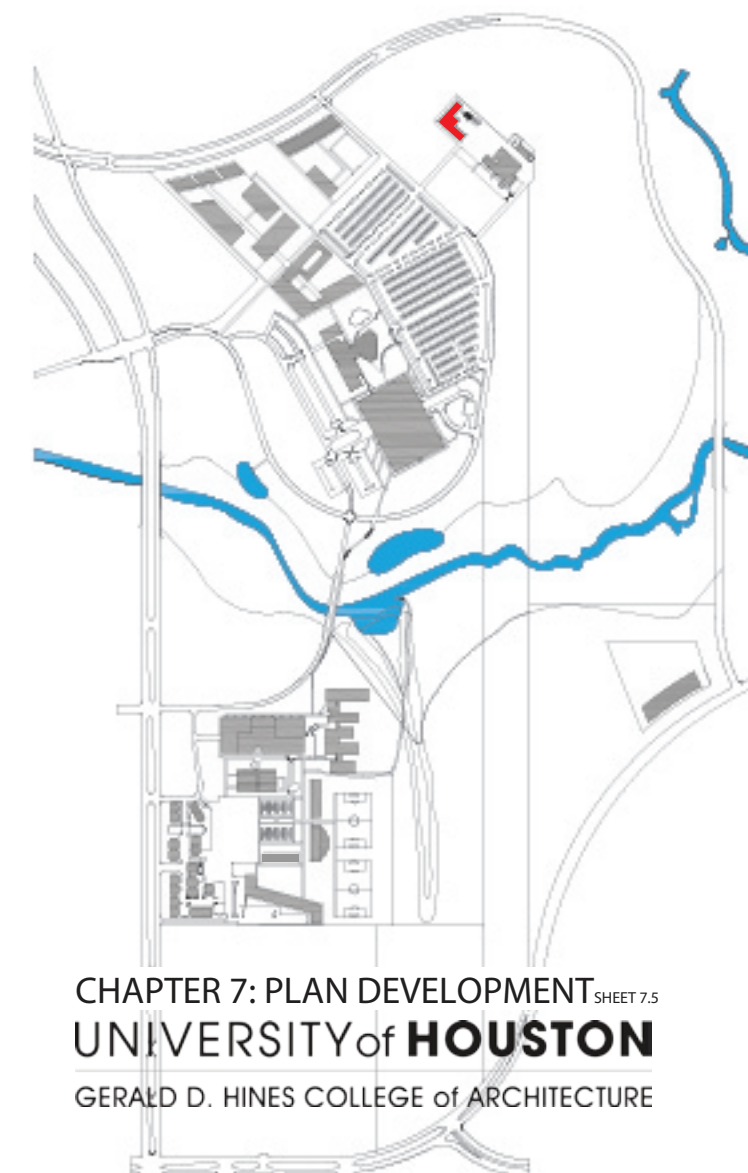 CHAPTER 7: PLAN DEVELOPMENT SHEET 7.5
UNIVERSITY of HOUSTON
GERALD D. HINES COLLEGE of ARCHITECTURE